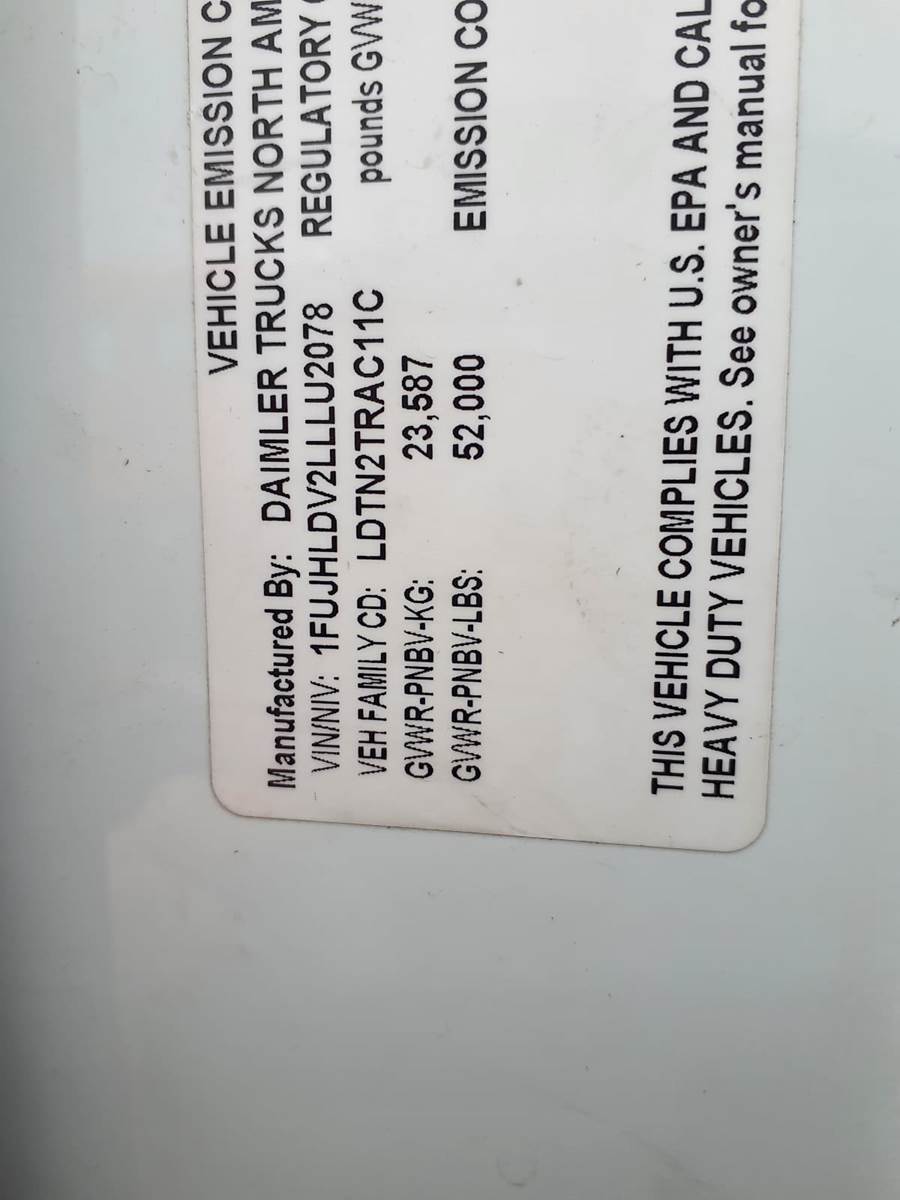 VEHICLE EMISSION C
Manufactured By: DAIMLER TRUCKS NORTH AM
VIN/NIV: 1FUJHLDV2LLLU2078 REGULATORY
VEH FAMILY CD: LDTN2TRAC11C pounds GVW
GVWR-PNBV-KG: 23,587
GVWR-PNBV-LBS: 52,000 EMISSION CO
THIS VEHICLE COMPLIES WITH U.S. EPA AND CAL
HEAVY DUTY VEHICLES. See owner's manual fo